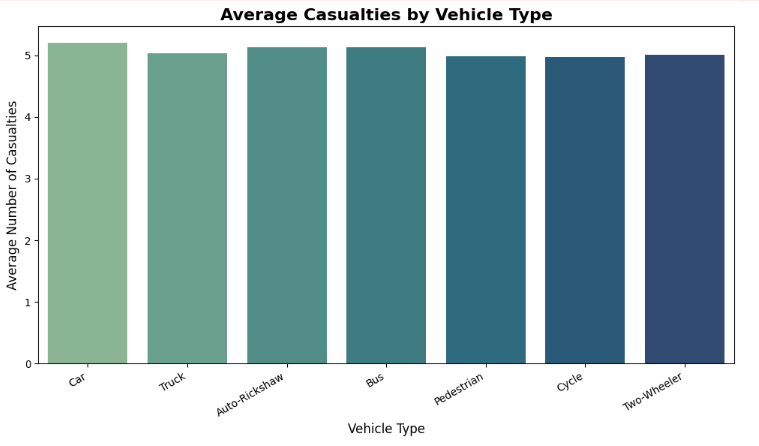 Average Casualties by Vehicle Type
Average Number of Casualties
5
4
3
2
1
0
Car
Truck
Auto-Rickshaw
Bus
Pedestrian
Cycle
Two-Wheeler
Vehicle Type